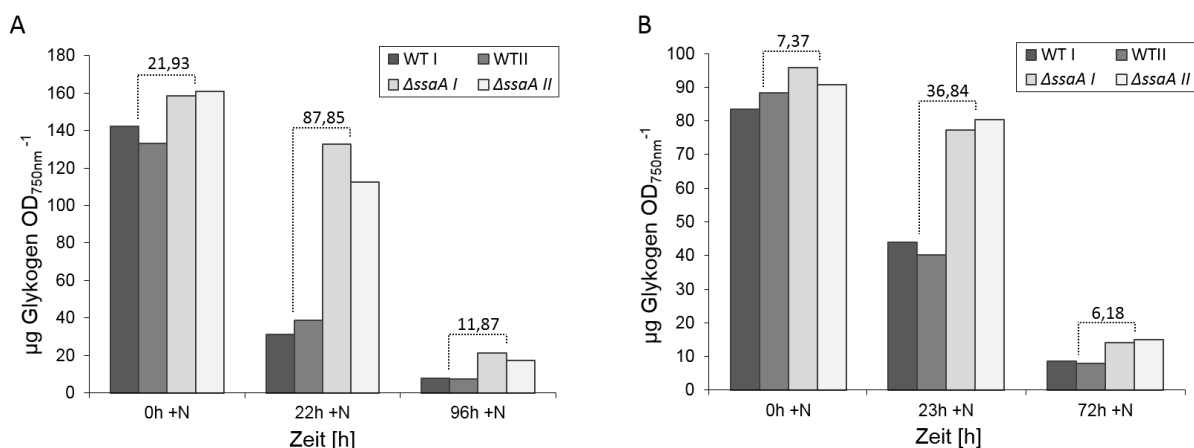 A
µg Glykogen OD750nm-1
180
160
140
120
100
80
60
40
20
0
WT I WTII
ΔssaA I ΔssaA II
21,93
87,85
11,87
0h +N 22h +N 96h +N
Zeit [h]
B
µg Glykogen OD750nm-1
100
90
80
70
60
50
40
30
20
10
0
WT I WTII
ΔssaA I ΔssaA II
7,37
36,84
6,18
0h +N 23h +N 72h +N
Zeit [h]